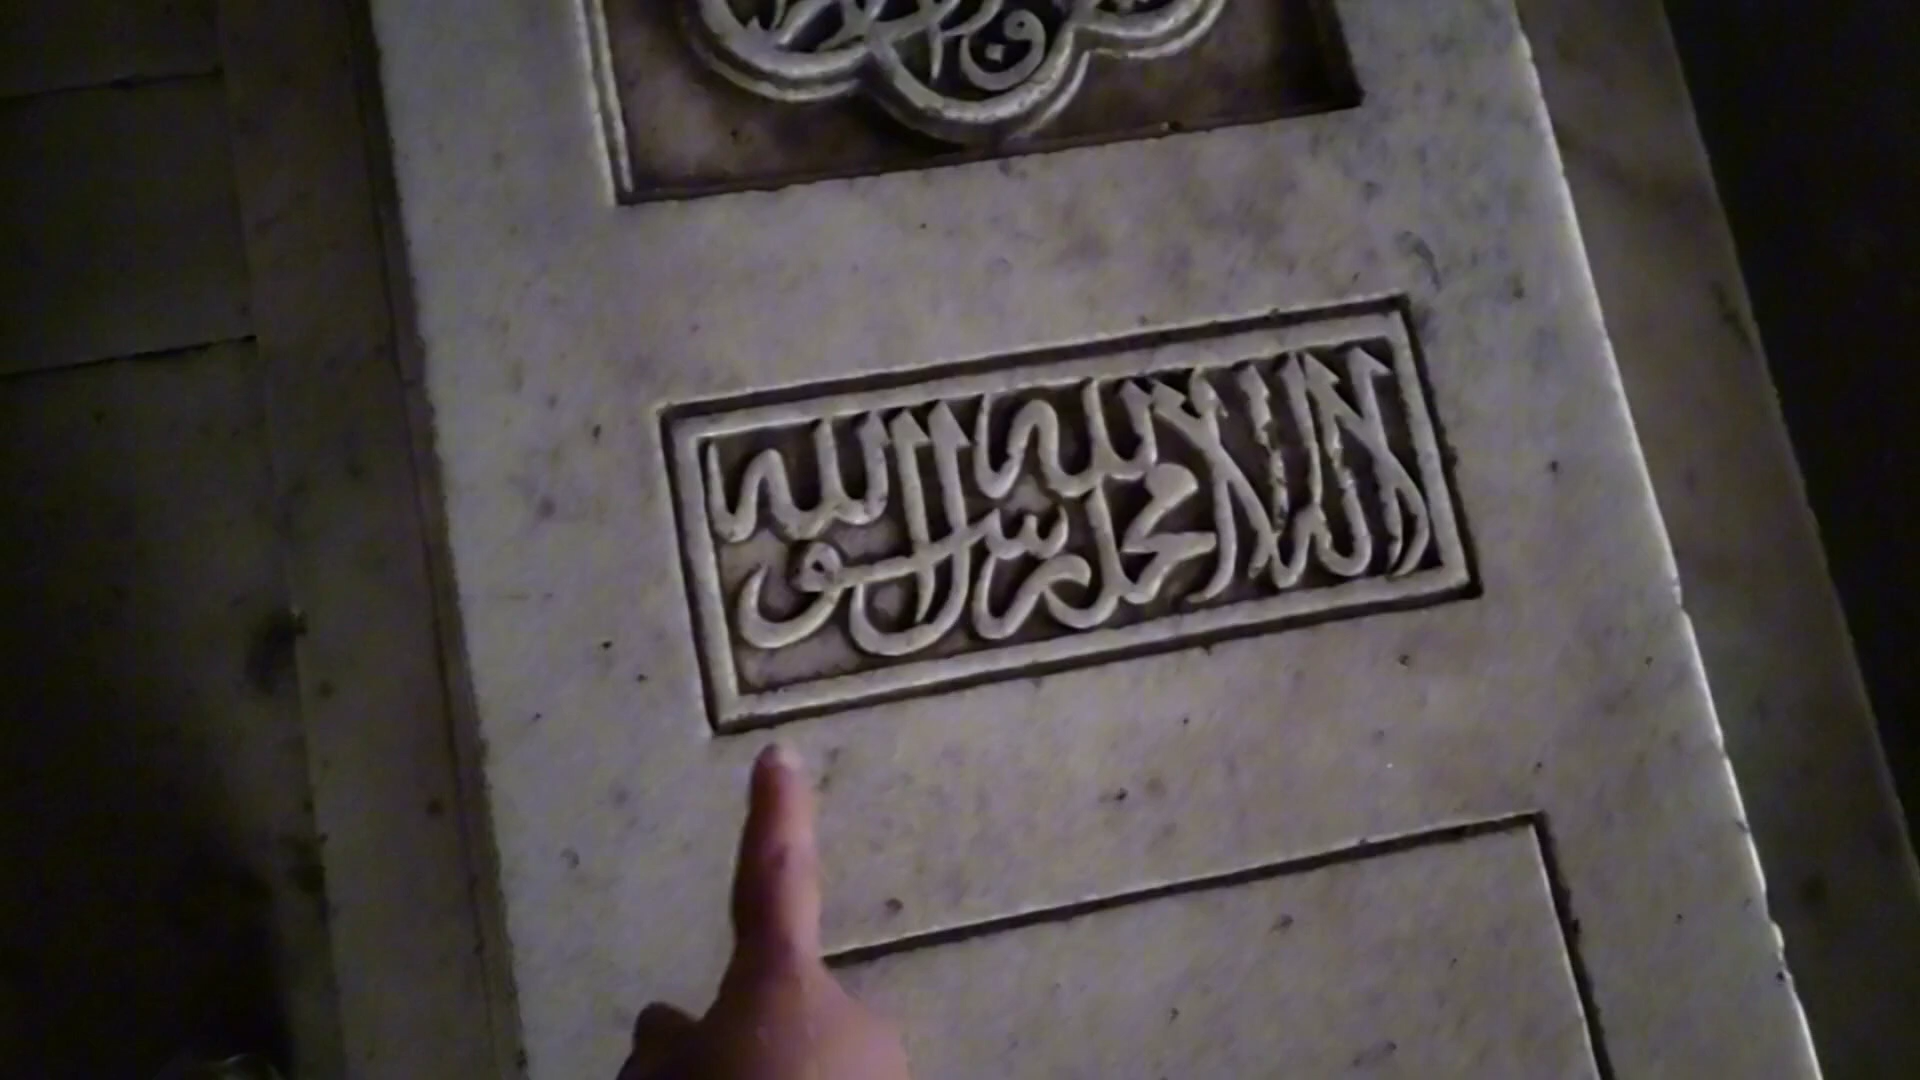 لا اله الا الله محمد رسول الله